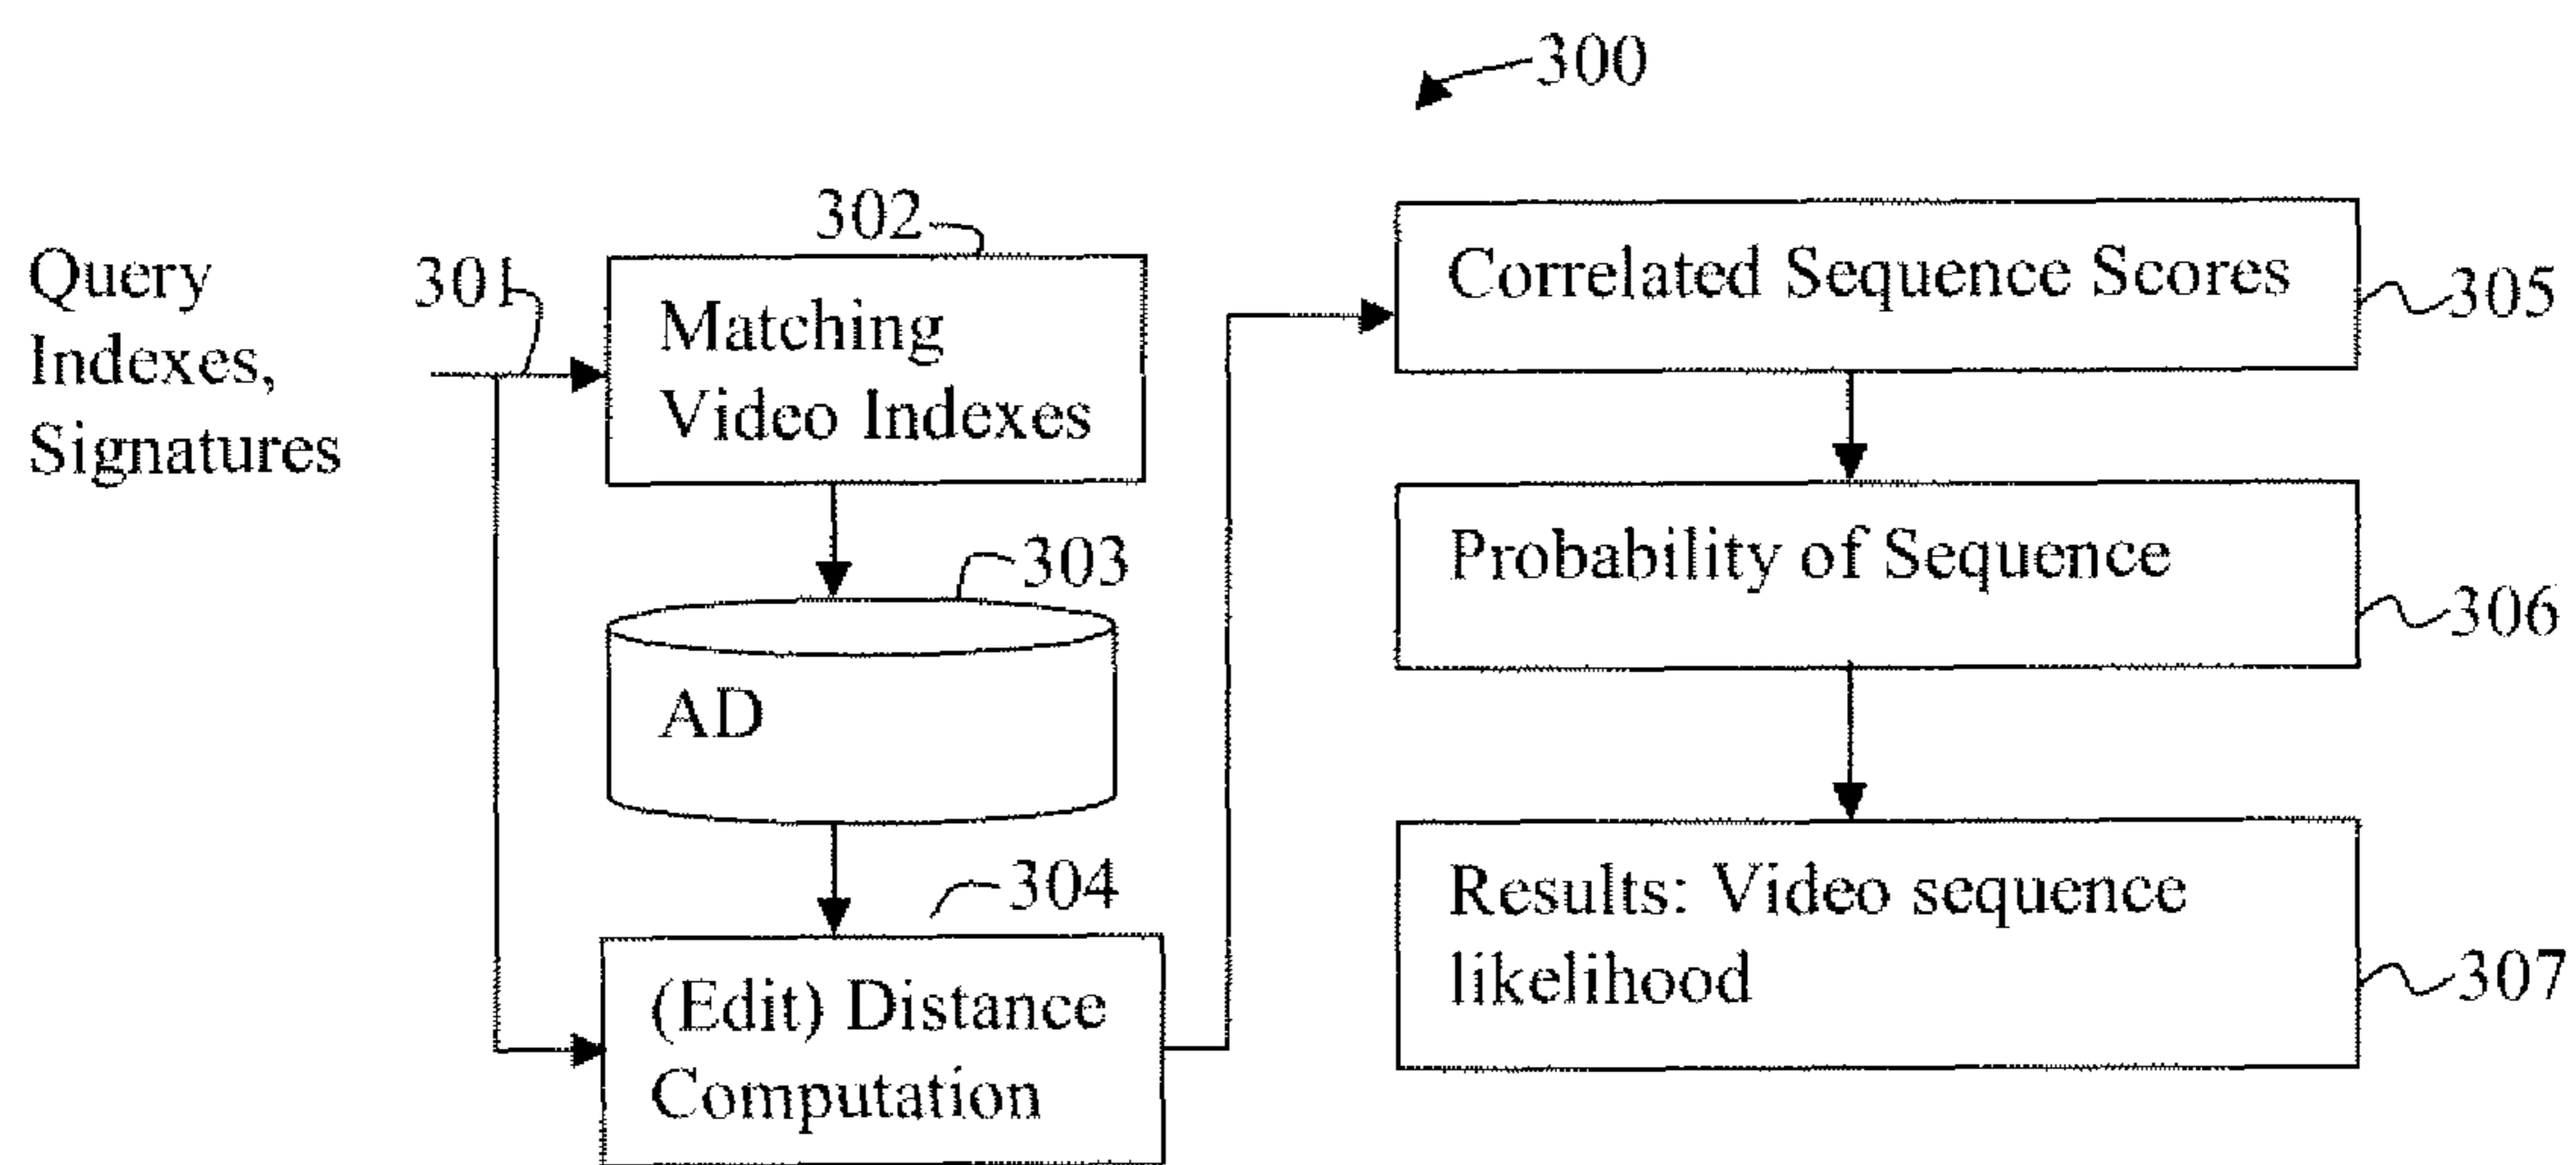 300
Query
Indexes,
Signatures
301
302
Matching
Video Indexes
303
AD
304
(Edit) Distance
Computation
Correlated Sequence Scores
305
Probability of Sequence
306
Results: Video sequence
likelihood
307